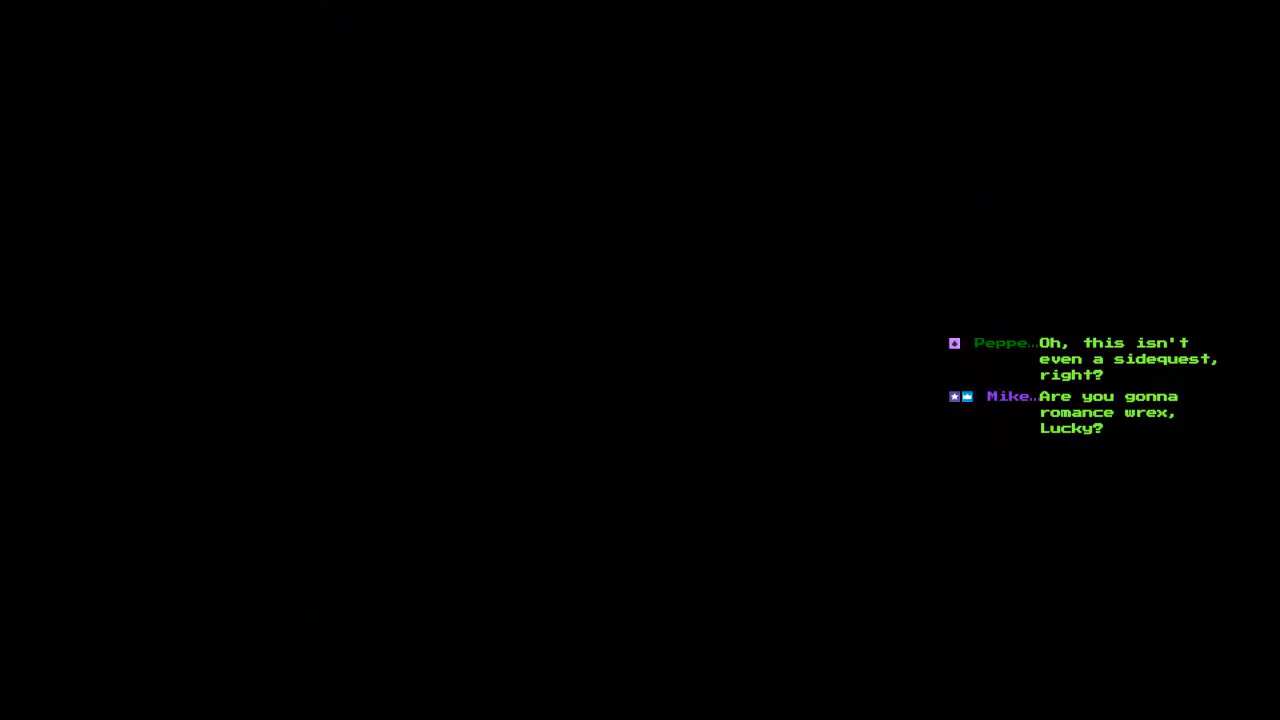 Peppe…Oh, this isn't
even a sidequest,
right?
Mike…Are you gonna
romance wrex,
Lucky?